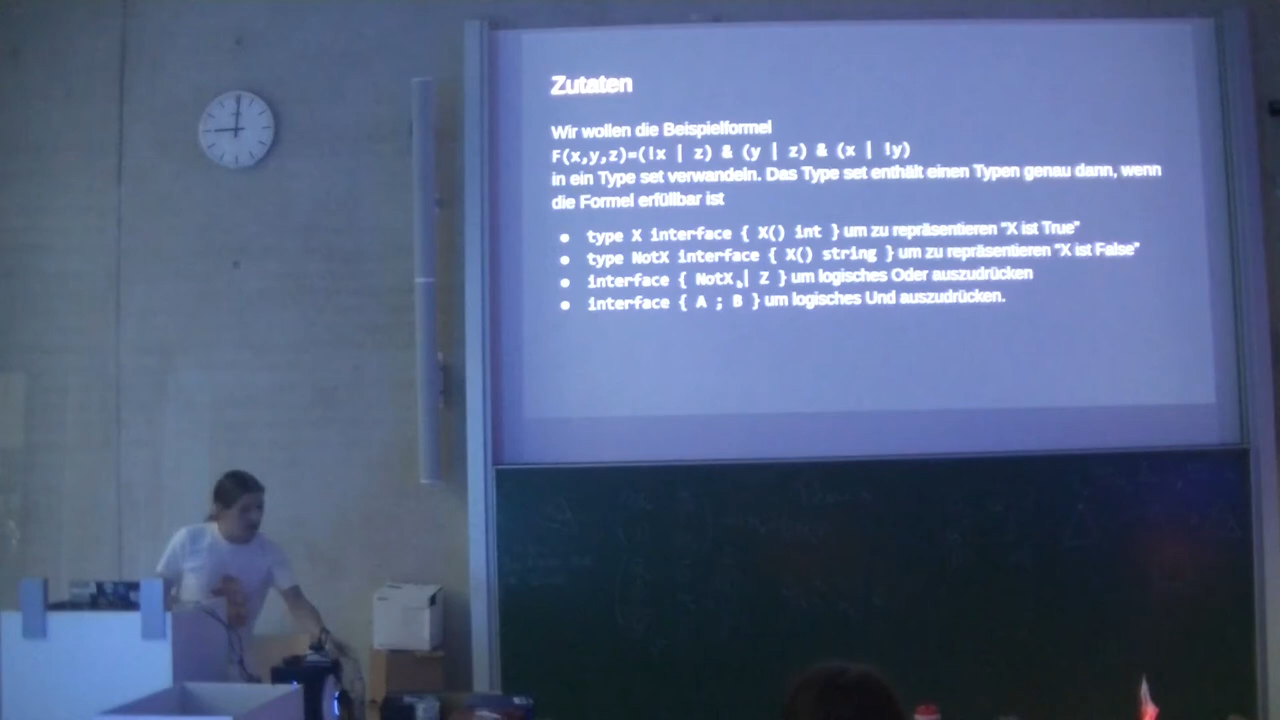 Zutaten
Wir wollen die Beispielformel
F(x,y,z)=(!x | z) & (y | z) & (x | !y)
in ein Type set verwandeln. Das Type set enthält einen Typen genau dann, wenn
die Formel erfüllbar ist
● type X interface { X() int } um zu repräsentieren "X ist True"
● type NotX interface { X() string } um zu repräsentieren "X ist False"
● interface { NotX | Z } um logisches Oder auszudrücken
● interface { A ; B } um logisches Und auszudrücken.